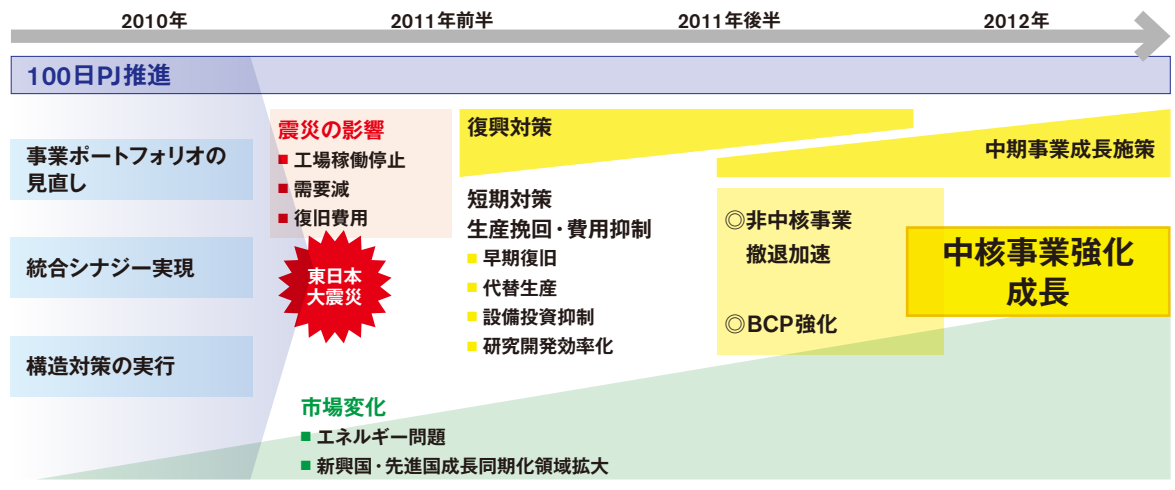 2010年
2011年前半
2011年後半
2012年
100日PJ推進
事業ポートフォリオの
見直し
統合シナジー実現
構造対策の実行
震災の影響
■ 工場稼働停止
■ 需要減
■ 復旧費用
東日本
大震災
復興対策
短期対策
生産挽回・費用抑制
■ 早期復旧
■ 代替生産
■ 設備投資抑制
■ 研究開発効率化
中期事業成長施策
◎非中核事業
撤退加速
◎BCP強化
中核事業強化
成長
市場変化
■ エネルギー問題
■ 新興国・先進国成長同期化領域拡大